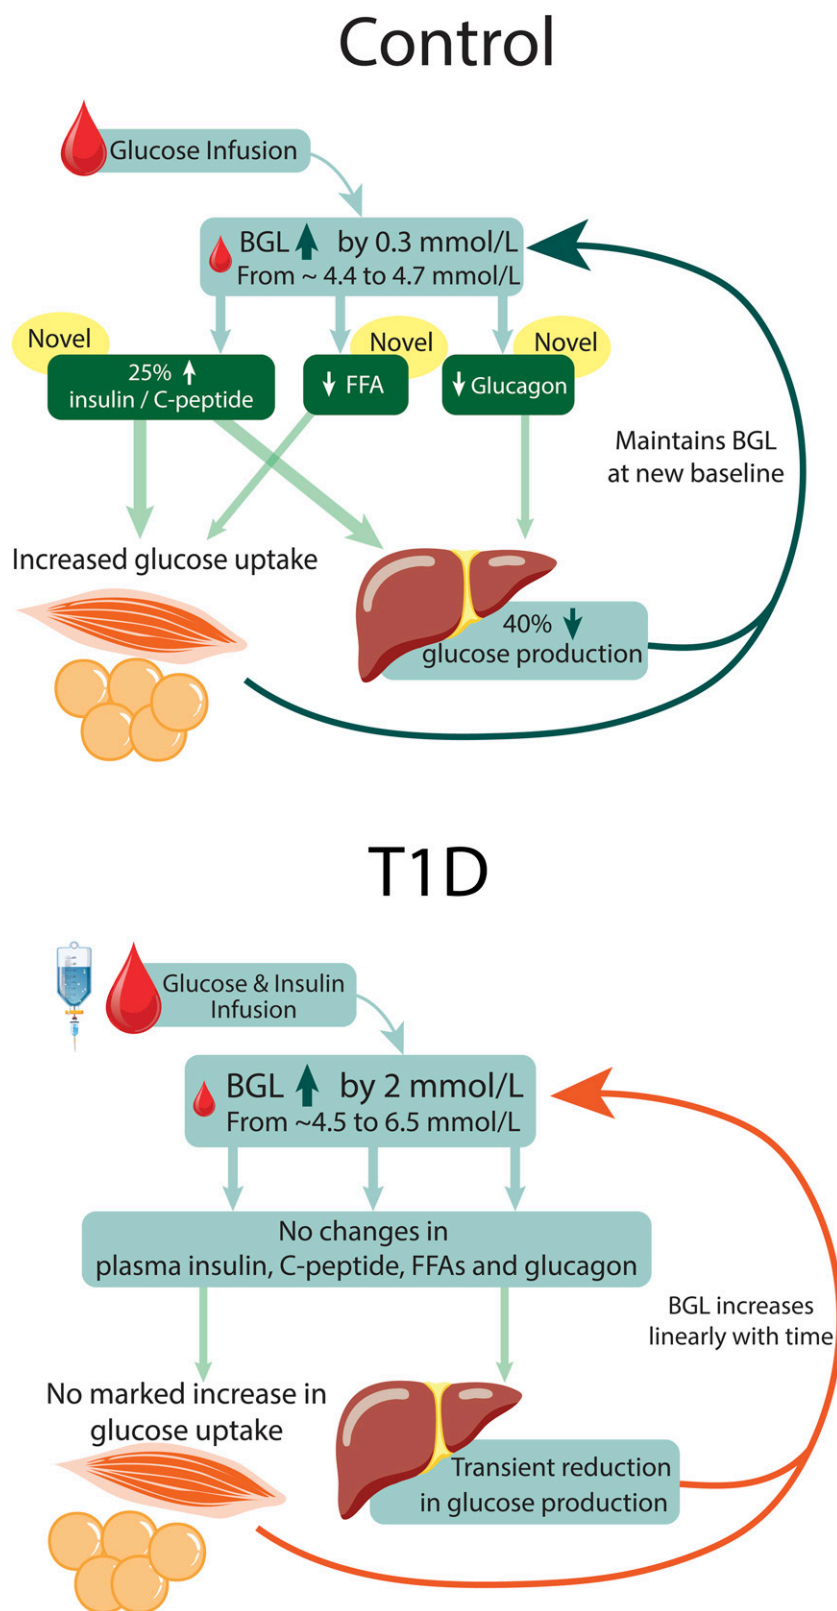 Control
Glucose Infusion
BGL ↑ by 0.3 mmol/L
From ~ 4.4 to 4.7 mmol/L
Novel
25% ↑
insulin / C-peptide
Novel
↓ FFA
Novel
↓ Glucagon
Maintains BGL
at new baseline
Increased glucose uptake
40% ↓
glucose production
T1D
Glucose & Insulin
Infusion
BGL ↑ by 2 mmol/L
From ~4.5 to 6.5 mmol/L
No changes in
plasma insulin, C-peptide, FFAs and glucagon
BGL increases
linearly with time
No marked increase in
glucose uptake
Transient reduction
in glucose production